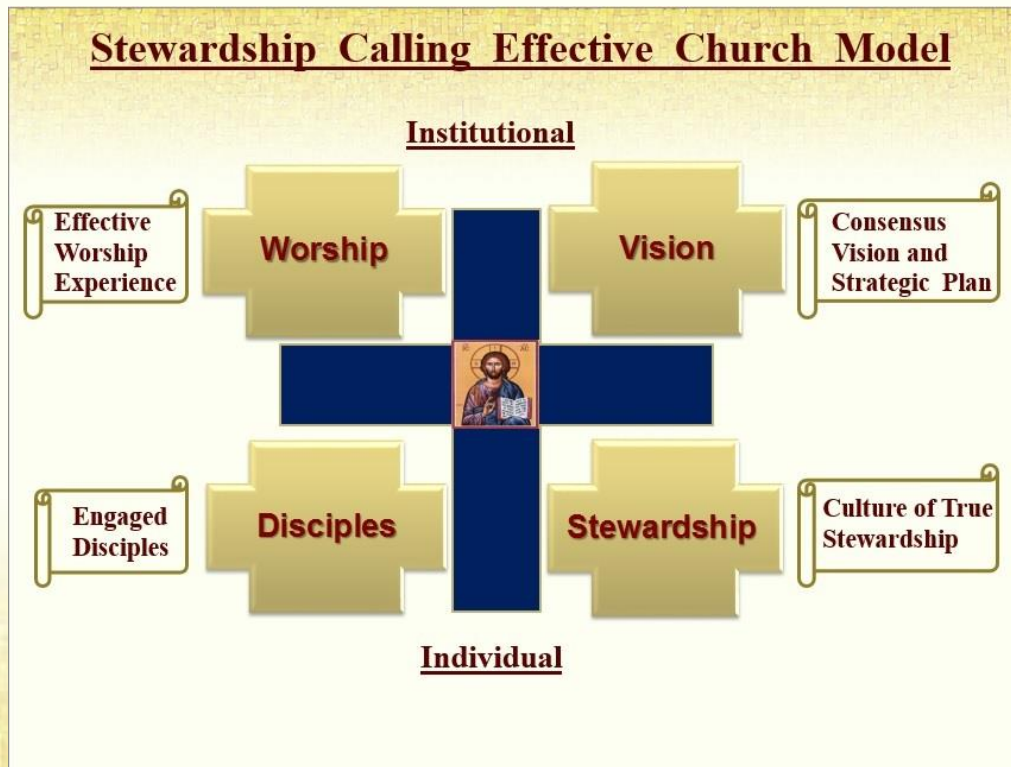 Stewardship Calling Effective Church Model
Institutional
Effective
Worship
Experience
Worship
Vision
Consensus
Vision and
Strategic Plan
Engaged
Disciples
Disciples
Stewardship
Culture of True
Stewardship
Individual